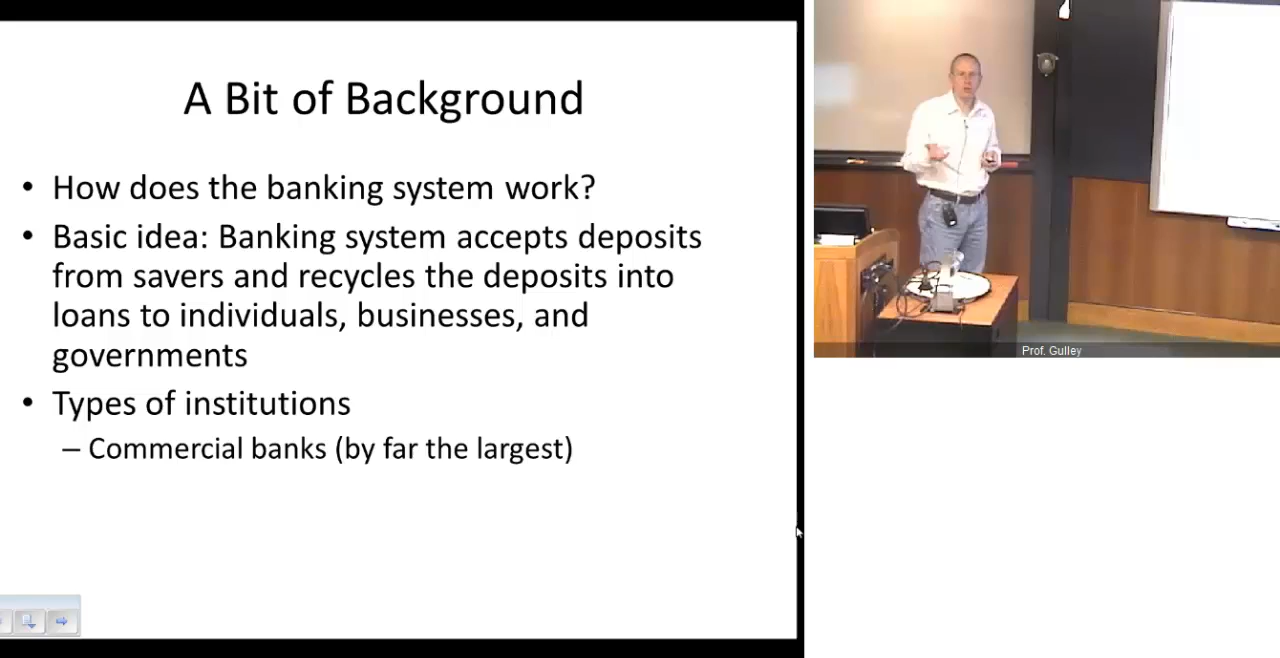 A Bit of Background
• How does the banking system work?
• Basic idea: Banking system accepts deposits
from savers and recycles the deposits into
loans to individuals, businesses, and
governments
• Types of institutions
– Commercial banks (by far the largest)
Prof. Gulley